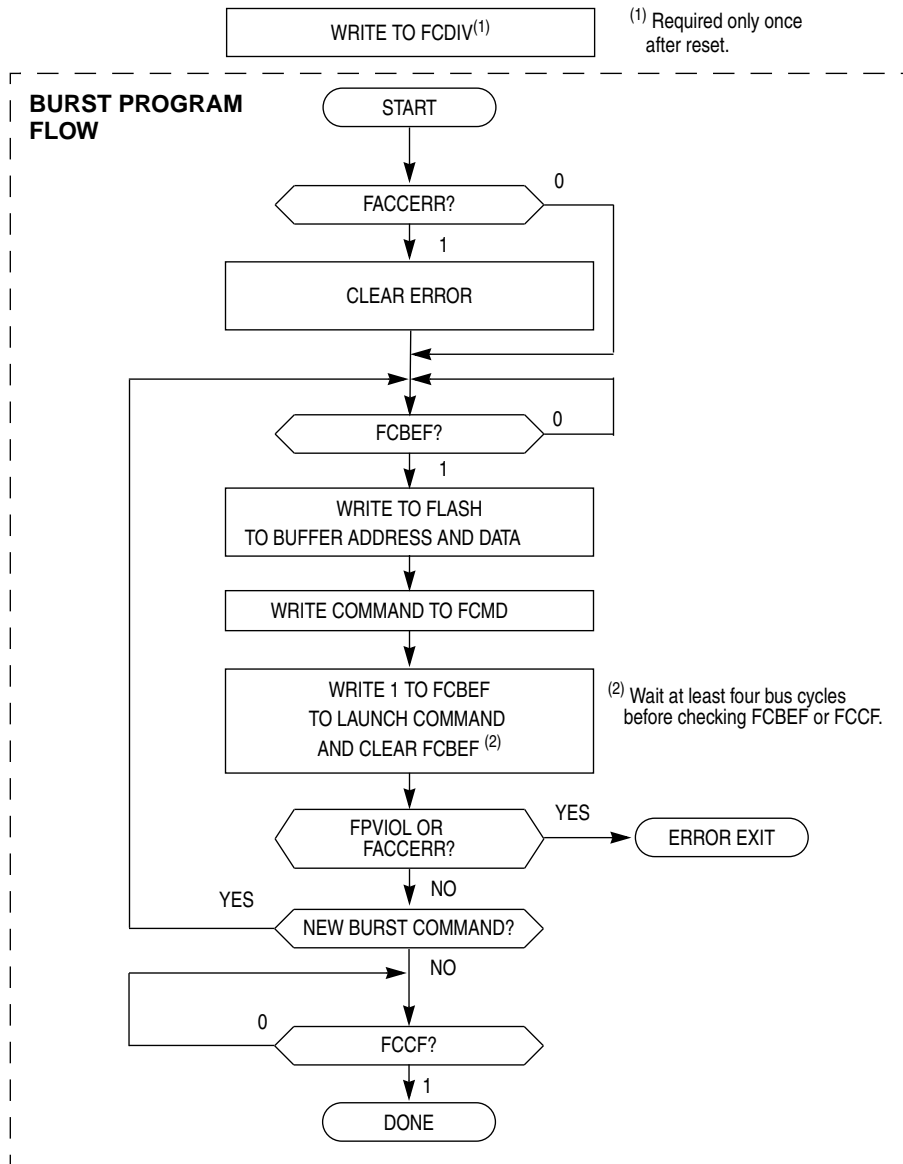 WRITE TO FCDIV(1)
(1) Required only once
after reset.
BURST PROGRAM
FLOW
START
0
FACCERR?
1
CLEAR ERROR
0
FCBEF?
1
WRITE TO FLASH
TO BUFFER ADDRESS AND DATA
WRITE COMMAND TO FCMD
WRITE 1 TO FCBEF
TO LAUNCH COMMAND
AND CLEAR FCBEF (2)
(2) Wait at least four bus cycles
before checking FCBEF or FCCF.
FPVIOL OR
FACCERR?
YES
ERROR EXIT
NO
YES
NEW BURST COMMAND?
NO
0
FCCF?
1
DONE